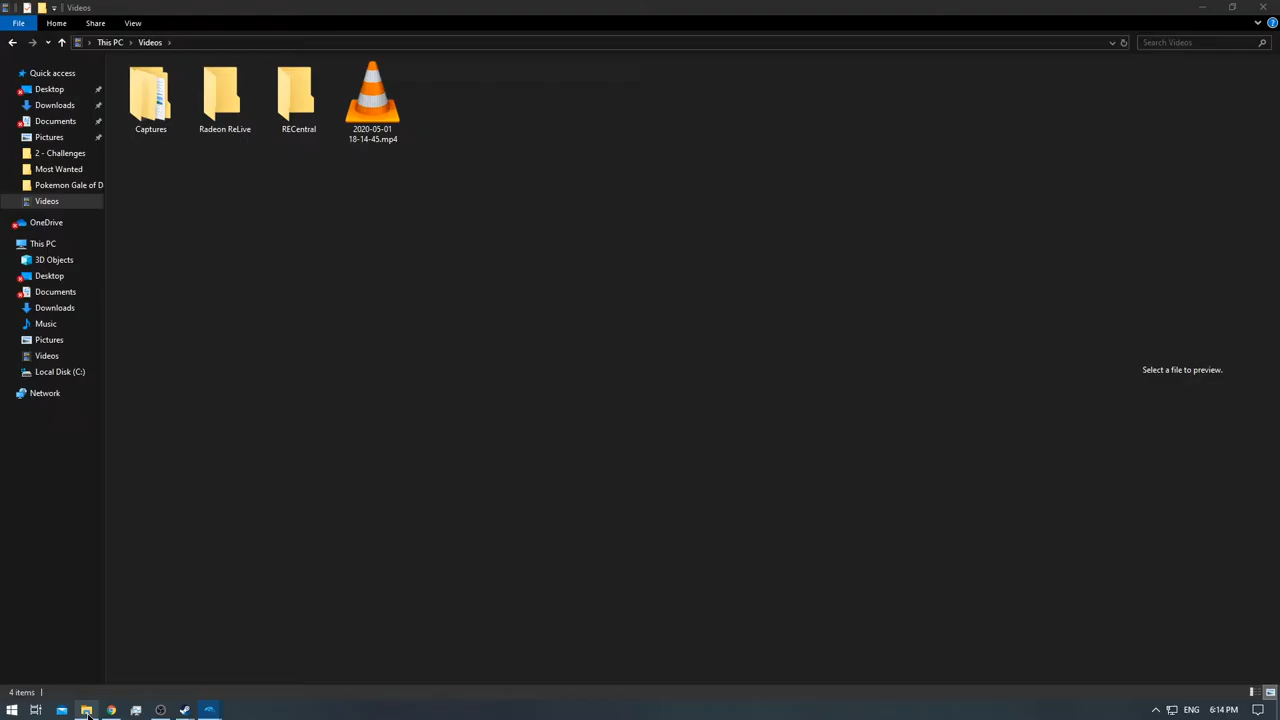 Videos
File
Home
Share
View
This PC
Videos
Search Videos
Quick access
Desktop
Downloads
Documents
Pictures
2 - Challenges
Most Wanted
Pokemon Gale of D
Videos
OneDrive
This PC
3D Objects
Desktop
Documents
Downloads
Music
Pictures
Videos
Local Disk (C:)
Network
Captures
Radeon ReLive
RECentral
2020-05-01
18-14-45.mp4
Select a file to preview.
4 items
ENG
6:14 PM